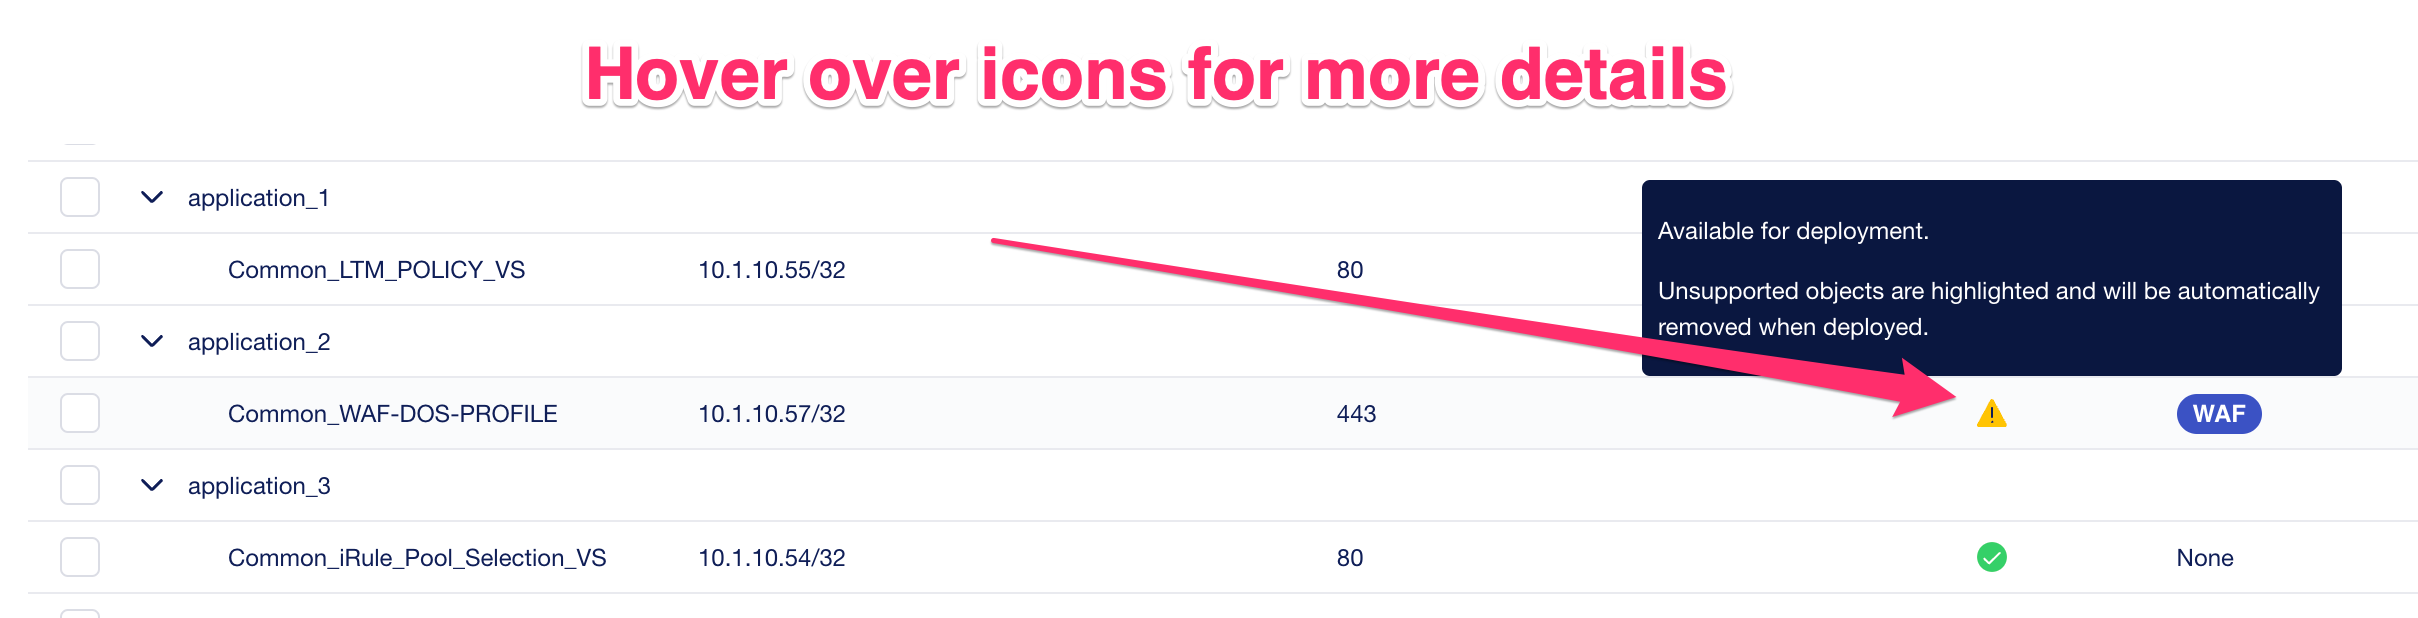 Hover over icons for more details
application_1
Available for deployment.
Common_LTM_POLICY_VS 10.1.10.55/32 80
Unsupported objects are highlighted and will be automatically
removed when deployed.
application_2
Common_WAF-DOS-PROFILE 10.1.10.57/32 443 WAF
application_3
Common_iRule_Pool_Selection_VS 10.1.10.54/32 80 None